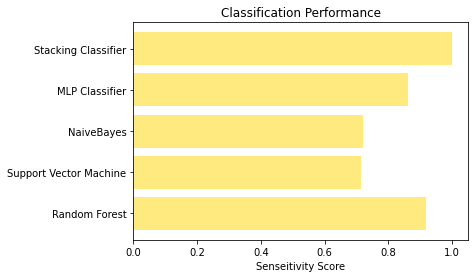 Classification Performance
Stacking Classifier
MLP Classifier
NaiveBayes
Support Vector Machine
Random Forest
0.0 0.2 0.4 0.6 0.8 1.0
Senseitivity Score